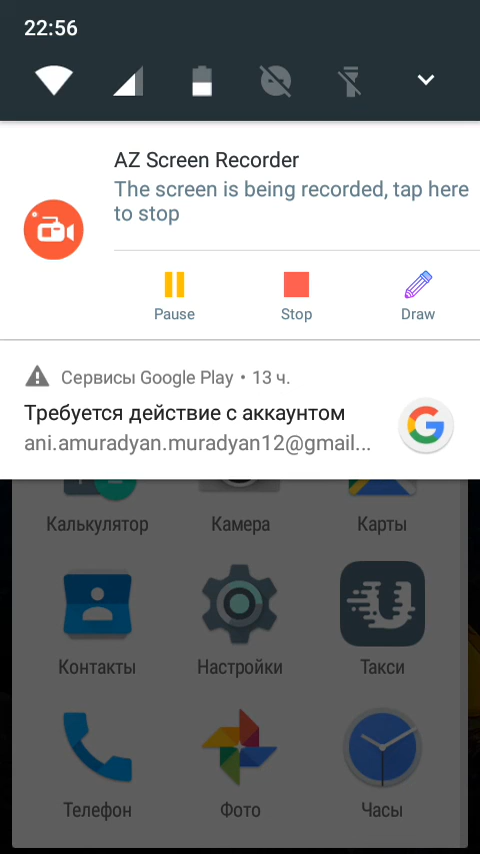 22:56
AZ Screen Recorder
The screen is being recorded, tap here
to stop
Pause Stop Draw
Сервисы Google Play • 13 ч.
Требуется действие с аккаунтом
ani.amuradyan.muradyan12@gmail...
Калькулятор Камера Карты
Контакты Настройки Такси
Телефон Фото Часы